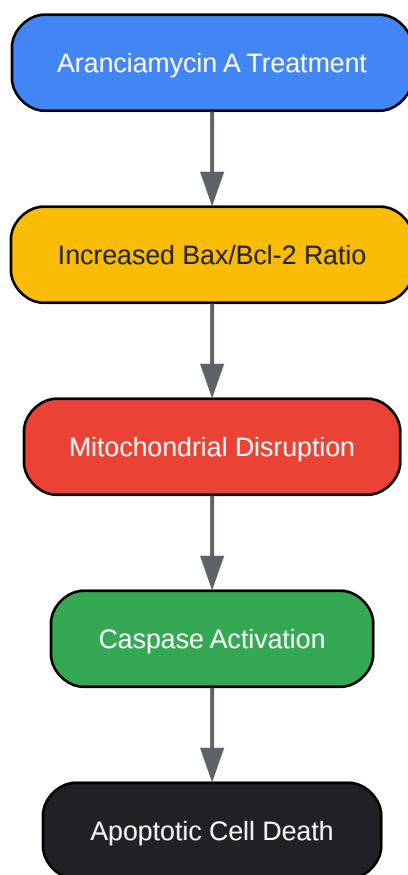 Aranciamycin A Treatment
Increased Bax/Bcl-2 Ratio
Mitochondrial Disruption
Caspase Activation
Apoptotic Cell Death